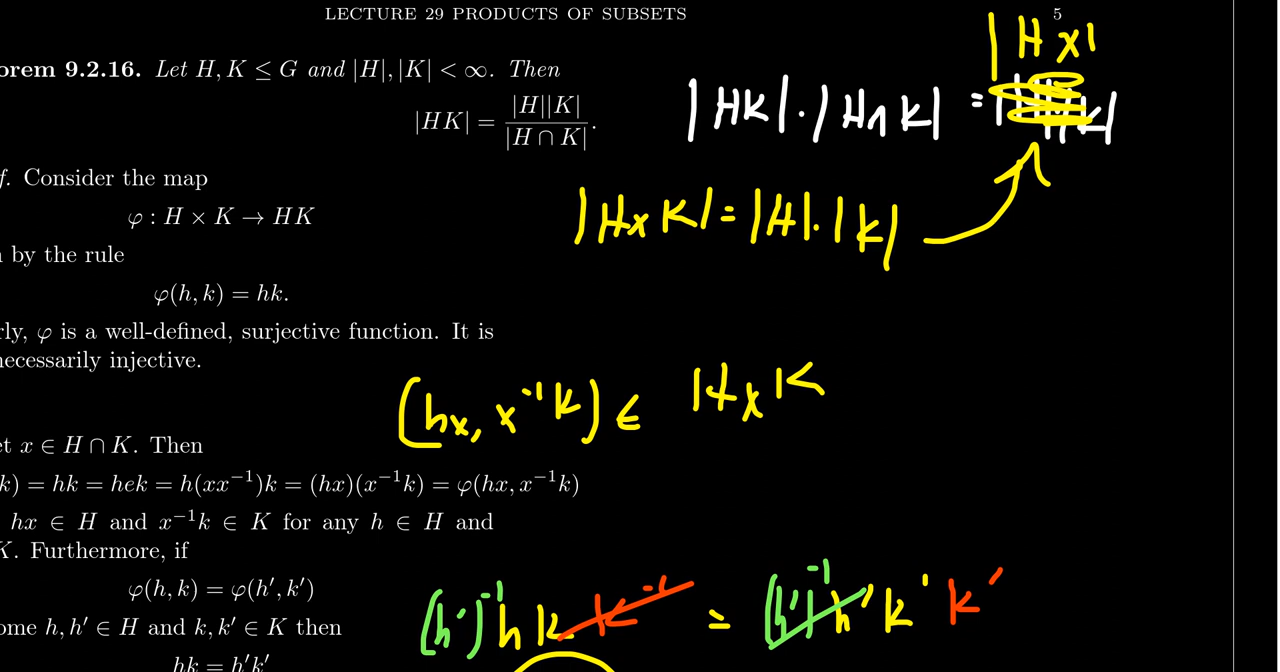 LECTURE 29 PRODUCTS OF SUBSETS 5
orem 9.2.16. Let H, K ≤ G and |H|, |K| < ∞. Then
|HK| = |H||K| / |H ∩ K|.
|HK|·|H∩K| = |H×
f. Consider the map
φ : H × K → HK
|H×K| = |H|·|K|
n by the rule
φ(h, k) = hk.
rly, φ is a well-defined, surjective function. It is
necessarily injective.
(hx, x⁻¹k) ∈ H×K
et x ∈ H ∩ K. Then
k) = hk = hek = h(xx⁻¹)k = (hx)(x⁻¹k) = φ(hx, x⁻¹k)
hx ∈ H and x⁻¹k ∈ K for any h ∈ H and
K. Furthermore, if
φ(h, k) = φ(h′, k′)
(h′)⁻¹hk k⁻¹ = (h′)⁻¹h′k′ k′
ome h, h′ ∈ H and k, k′ ∈ K then
hk = h′k′